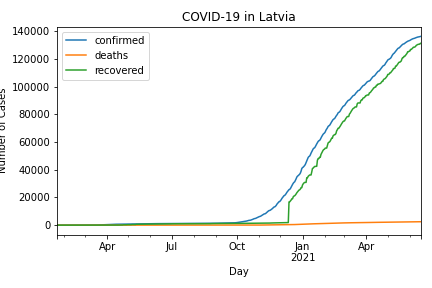 COVID-19 in Latvia
confirmed
deaths
recovered
140000
120000
100000
80000
60000
40000
20000
0
Number of Cases
Apr
Jul
Oct
Jan
2021
Apr
Day